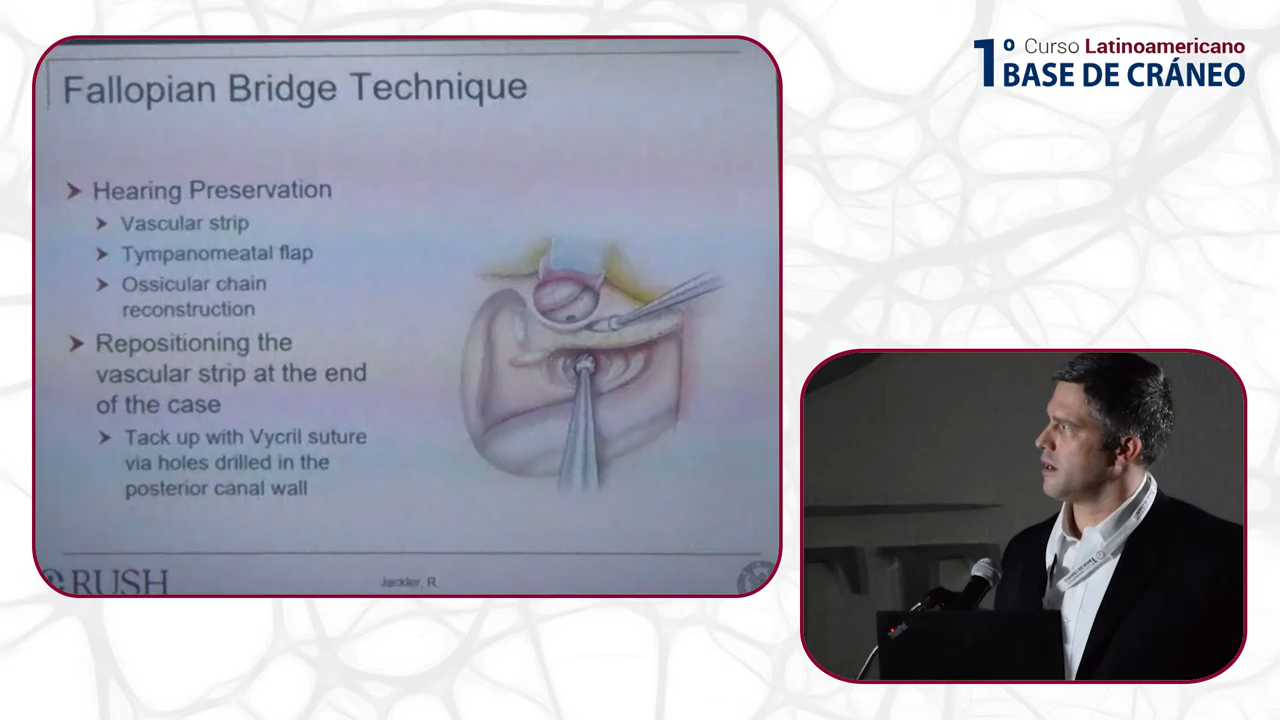 1º Curso Latinoamericano
BASE DE CRÁNEO
Fallopian Bridge Technique
Hearing Preservation
Vascular strip
Tympanomeatal flap
Ossicular chain
reconstruction
Repositioning the
vascular strip at the end
of the case
Tack up with Vycril suture
via holes drilled in the
posterior canal wall
RUSH
Jackler, R.
ThinkPad